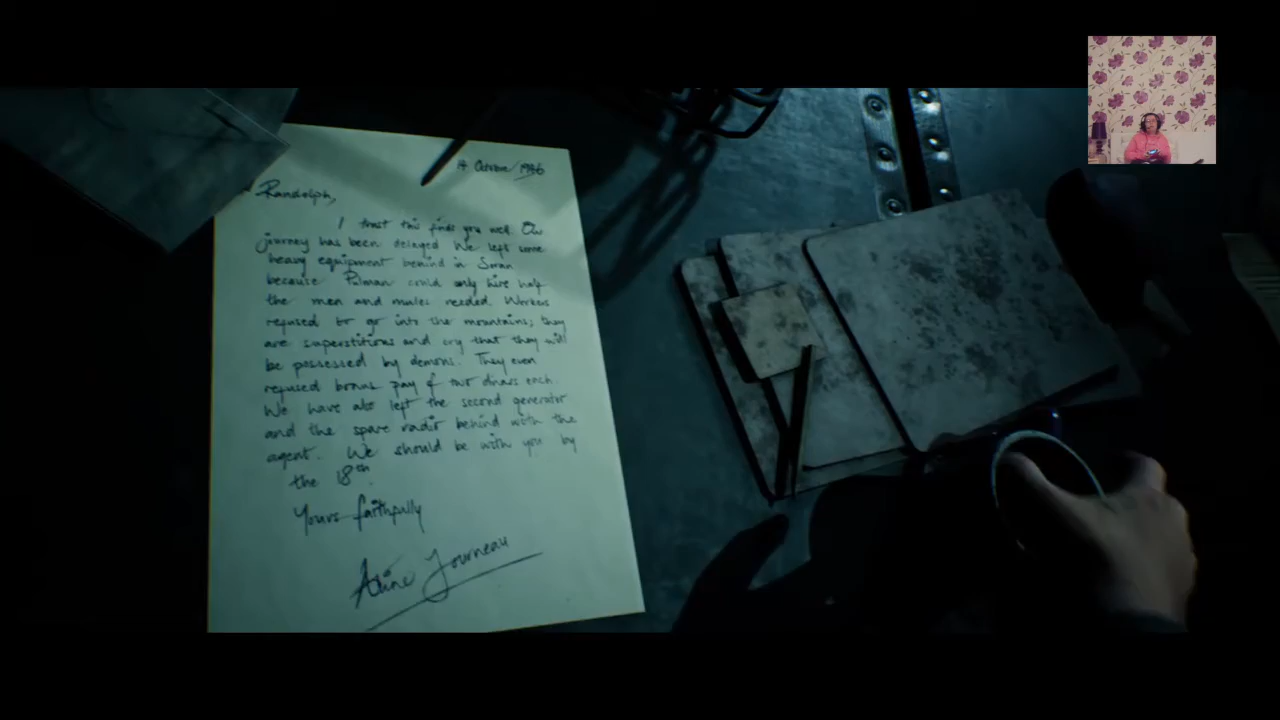 14 October 1946
Randolph,
I trust this finds you well. Our
journey has been delayed. We left some
heavy equipment behind in
because could only hire half
the men and mules needed. Workers
refused to go into the mountains; they
are superstitious and cry that they will
be possessed by demons. They even
refused bonus pay of two dinars each.
We have also left the second generator
and the spare radio behind with the
agent. We should be with you by
the 18th.
Yours faithfully
Journeau